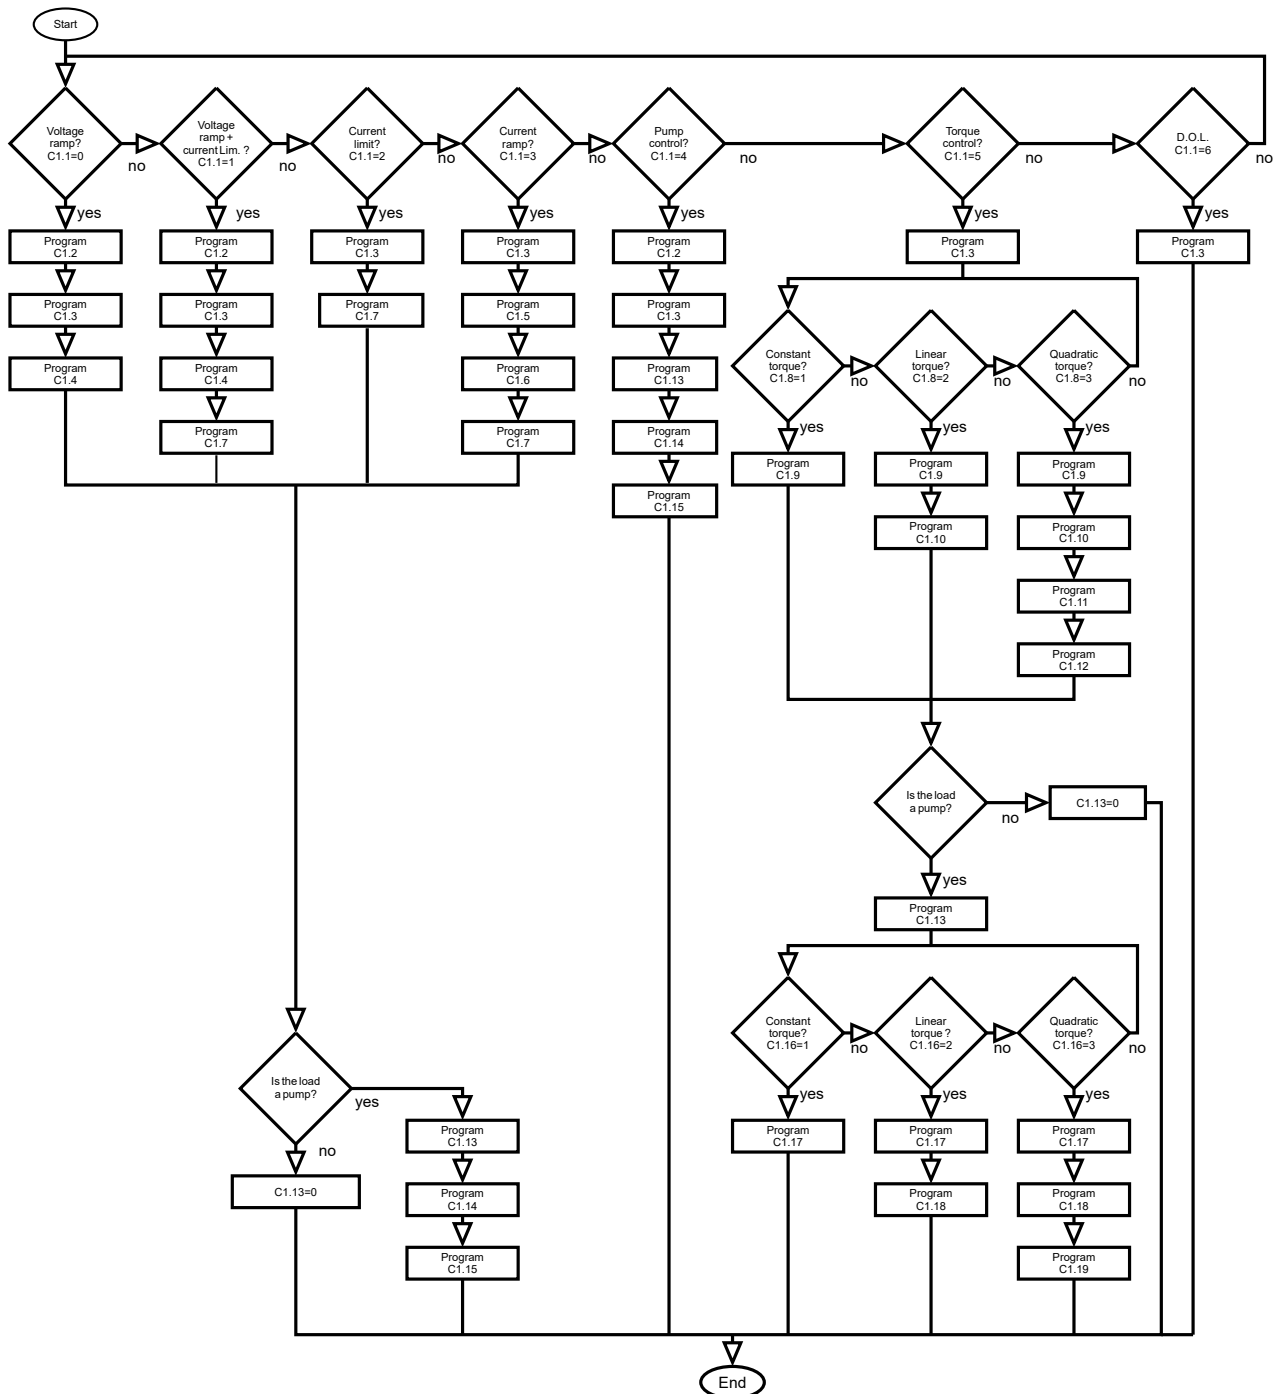 Start
Voltage
ramp?
C1.1=0
no
Voltage
ramp +
current Lim. ?
C1.1=1
no
Current
limit?
C1.1=2
no
Current
ramp?
C1.1=3
no
Pump
control?
C1.1=4
no
Torque
control?
C1.1=5
no
D.O.L.
C1.1=6
no
yes
yes
yes
yes
yes
yes
yes
Program
C1.2
Program
C1.2
Program
C1.3
Program
C1.3
Program
C1.2
Program
C1.3
Program
C1.3
Program
C1.3
Program
C1.3
Program
C1.7
Program
C1.5
Program
C1.3
Program
C1.4
Program
C1.4
Program
C1.6
Program
C1.13
Constant
torque?
C1.8=1
no
Linear
torque?
C1.8=2
no
Quadratic
torque?
C1.8=3
no
Program
C1.7
Program
C1.7
Program
C1.14
yes
yes
yes
Program
C1.9
Program
C1.9
Program
C1.9
Program
C1.15
Program
C1.10
Program
C1.10
Program
C1.11
Program
C1.12
Is the load
a pump?
no
C1.13=0
yes
Program
C1.13
Constant
torque?
C1.16=1
no
Linear
torque ?
C1.16=2
no
Quadratic
torque?
C1.16=3
no
yes
yes
yes
Is the load
a pump?
yes
no
C1.13=0
Program
C1.13
Program
C1.14
Program
C1.15
Program
C1.17
Program
C1.17
Program
C1.17
Program
C1.18
Program
C1.18
Program
C1.19
End